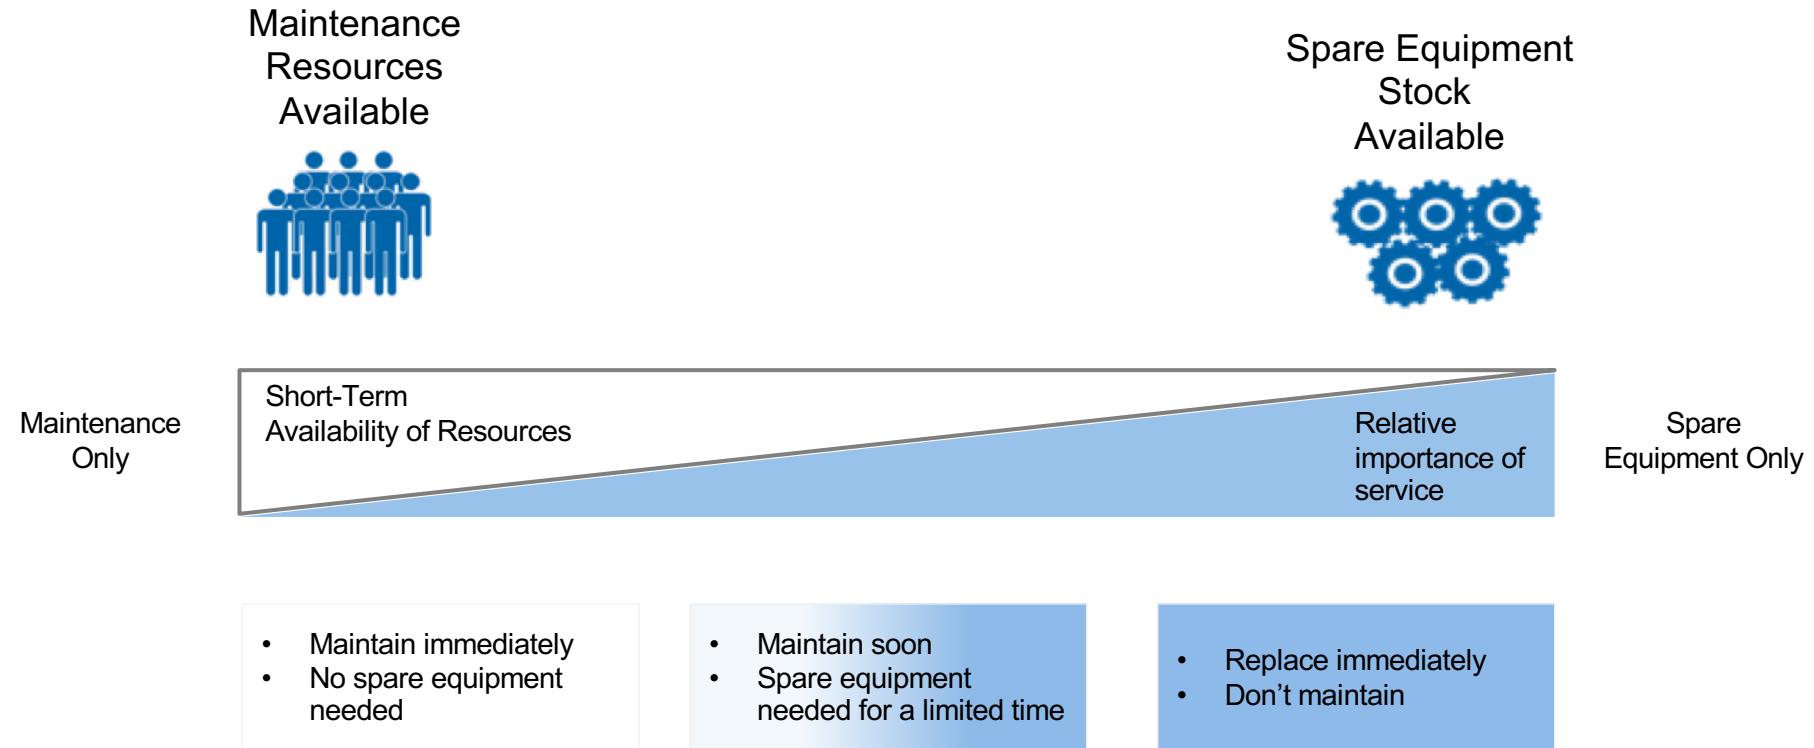 Maintenance
Resources
Available
Spare Equipment
Stock
Available
Maintenance
Only
Short-Term
Availability of Resources
Relative
importance of
service
Spare
Equipment Only
• Maintain immediately
• No spare equipment
needed
• Maintain soon
• Spare equipment
needed for a limited time
• Replace immediately
• Don’t maintain